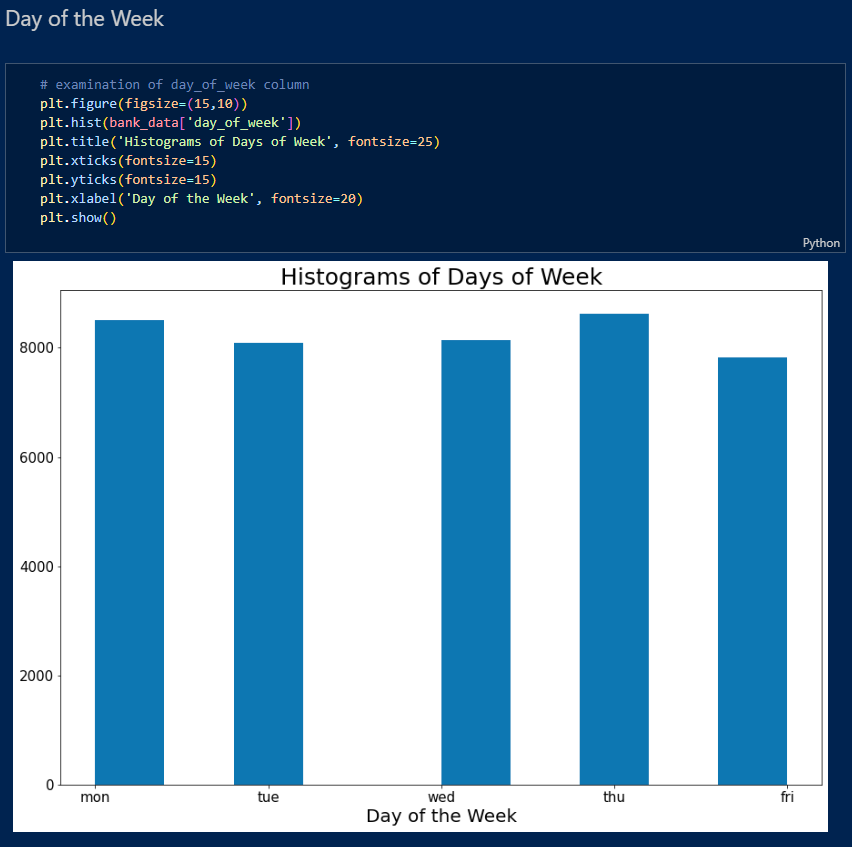 Day of the Week
# examination of day_of_week column
plt.figure(figsize=(15,10))
plt.hist(bank_data['day_of_week'])
plt.title('Histograms of Days of Week', fontsize=25)
plt.xticks(fontsize=15)
plt.yticks(fontsize=15)
plt.xlabel('Day of the Week', fontsize=20)
plt.show()
Python
Histograms of Days of Week
8000
6000
4000
2000
0
mon tue wed thu fri
Day of the Week